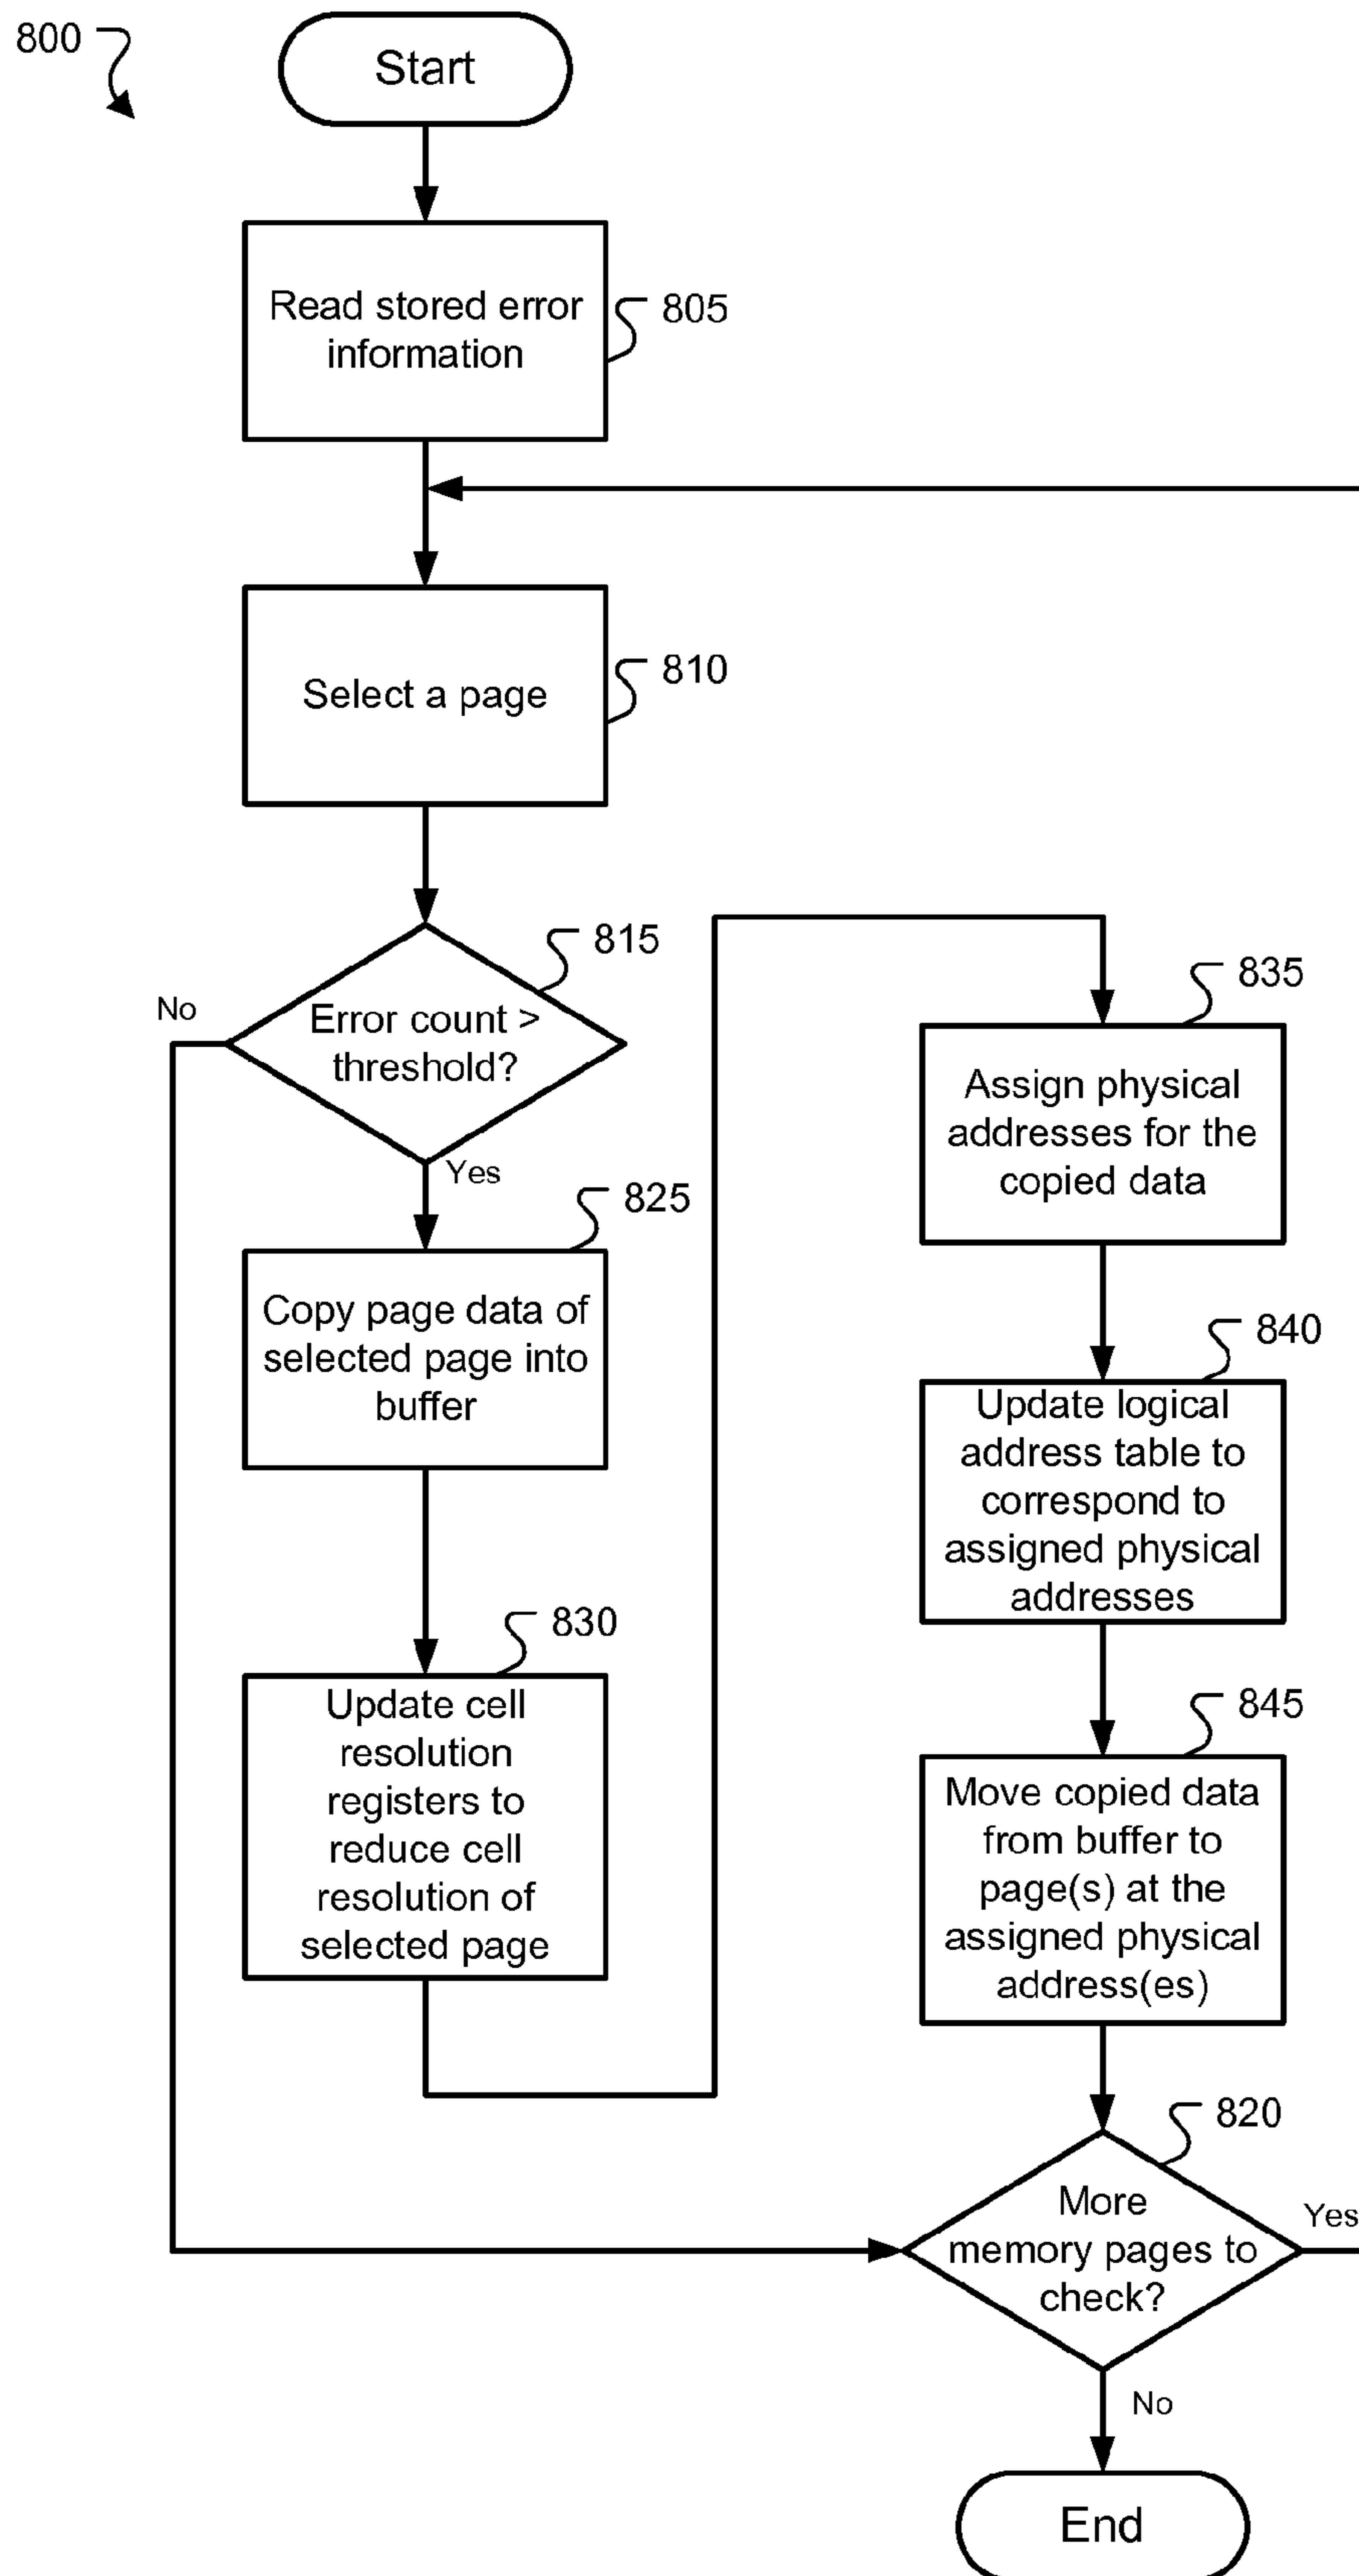 800
Start
Read stored error
information
805
Select a page
810
815
Error count >
threshold?
No
Yes
825
Copy page data of
selected page into
buffer
830
Update cell
resolution
registers to
reduce cell
resolution of
selected page
835
Assign physical
addresses for the
copied data
840
Update logical
address table to
correspond to
assigned physical
addresses
845
Move copied data
from buffer to
page(s) at the
assigned physical
address(es)
820
More
memory pages to
check?
Yes
No
End